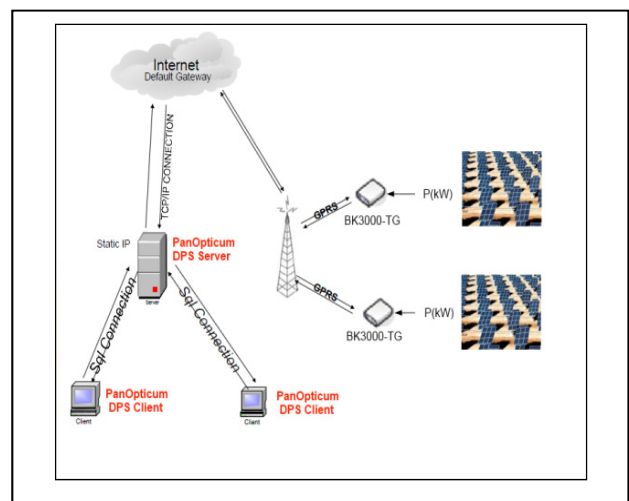 Internet
Default Gateway
TCP/IP CONNECTION
Static IP
PanOpticum
DPS Server
Server
Sql Connection
Sql Connection
PanOpticum
DPS Client
Client
PanOpticum
DPS Client
Client
GPRS
BK3000-TG
P(kW)
GPRS
BK3000-TG
P(kW)